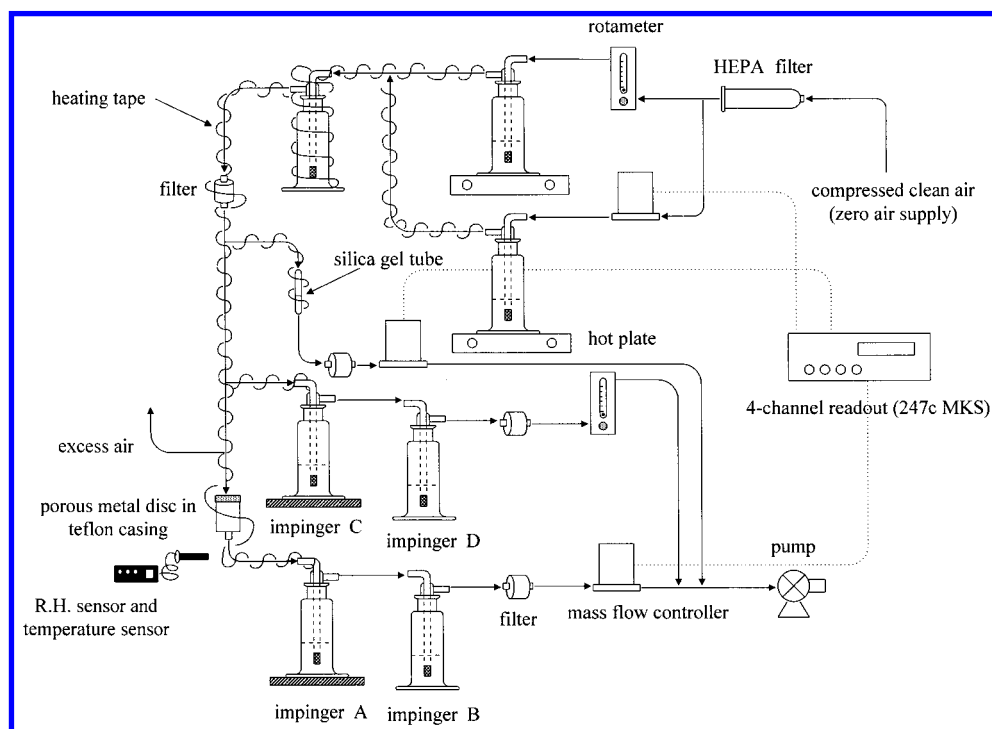 rotameter
HEPA filter
heating tape
filter
compressed clean air
(zero air supply)
silica gel tube
hot plate
4-channel readout (247c MKS)
excess air
porous metal disc in
teflon casing
impinger C
impinger D
pump
R.H. sensor and
temperature sensor
filter
mass flow controller
impinger A
impinger B